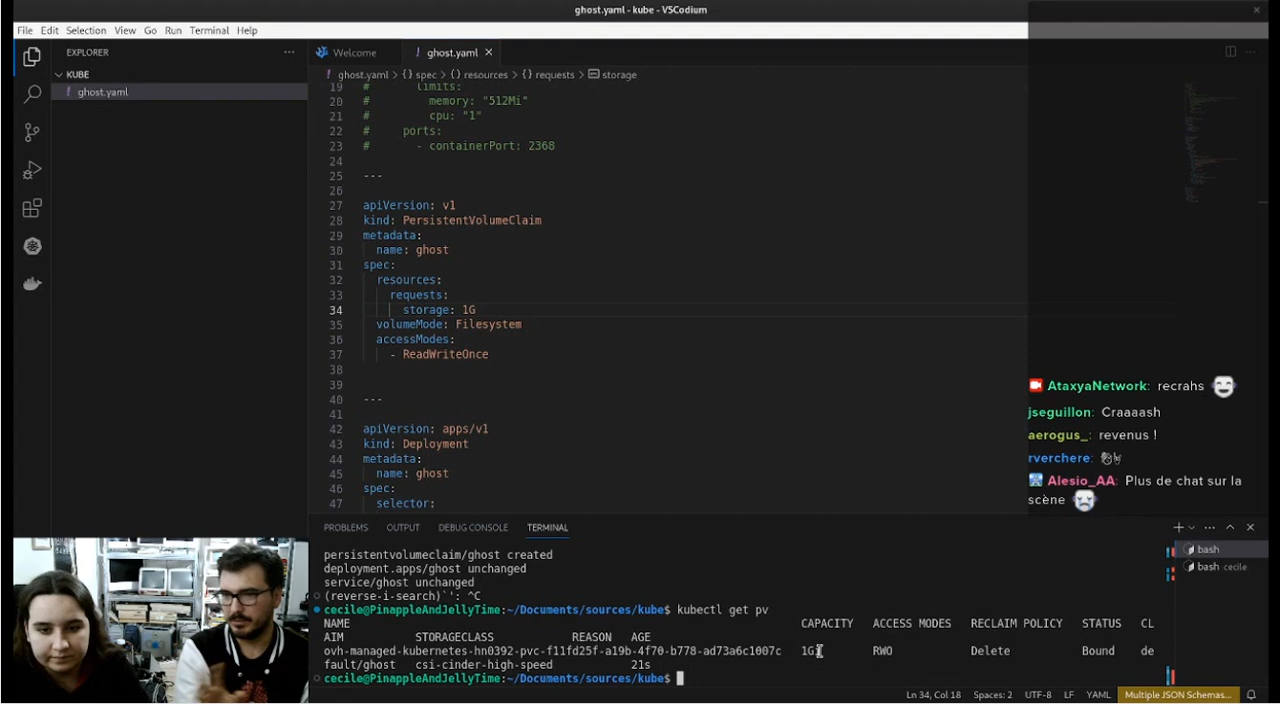 ghost.yaml - kube - VSCodium
File Edit Selection View Go Run Terminal Help
EXPLORER
KUBE
! ghost.yaml
Welcome
! ghost.yaml
! ghost.yaml > {} spec > {} resources > {} requests > storage
19 # limits:
20 # memory: "512Mi"
21 # cpu: "1"
22 # ports:
23 # - containerPort: 2368
24
25 ---
26
27 apiVersion: v1
28 kind: PersistentVolumeClaim
29 metadata:
30 name: ghost
31 spec:
32 resources:
33 requests:
34 storage: 1G
35 volumeMode: Filesystem
36 accessModes:
37 - ReadWriteOnce
38
39
40 ---
41
42 apiVersion: apps/v1
43 kind: Deployment
44 metadata:
45 name: ghost
46 spec:
47 selector:
AtaxyaNetwork: recrahs
jseguillon: Craaaash
aerogus_: revenus !
rverchere:
Alesio_AA: Plus de chat sur la
scène
PROBLEMS OUTPUT DEBUG CONSOLE TERMINAL
bash
bash cecile
persistentvolumeclaim/ghost created
deployment.apps/ghost unchanged
service/ghost unchanged
(reverse-i-search)`': ^C
cecile@PinappleAndJellyTime:~/Documents/sources/kube$ kubectl get pv
NAME CAPACITY ACCESS MODES RECLAIM POLICY STATUS CL
AIM STORAGECLASS REASON AGE
ovh-managed-kubernetes-hn0392-pvc-f11fd25f-a19b-4f70-b778-ad73a6c1007c 1Gi RWO Delete Bound de
fault/ghost csi-cinder-high-speed 21s
cecile@PinappleAndJellyTime:~/Documents/sources/kube$
Ln 34, Col 18 Spaces: 2 UTF-8 LF YAML Multiple JSON Schemas...